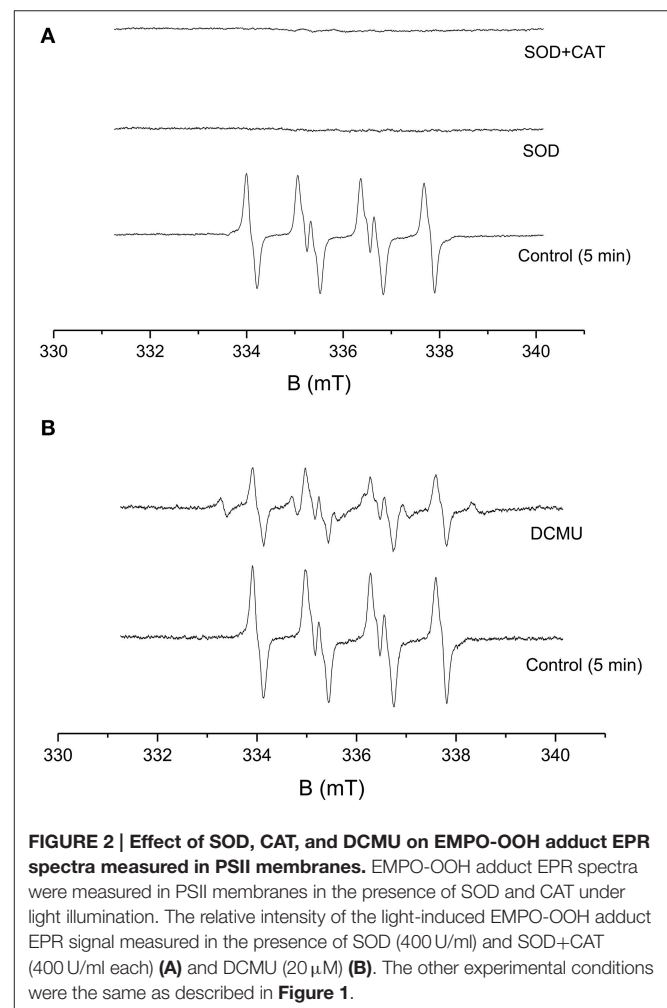 A
SOD+CAT
SOD
Control (5 min)
330 332 334 336 338 340
B (mT)
B
DCMU
Control (5 min)
330 332 334 336 338 340
B (mT)
FIGURE 2 | Effect of SOD, CAT, and DCMU on EMPO-OOH adduct EPR
spectra measured in PSII membranes. EMPO-OOH adduct EPR spectra
were measured in PSII membranes in the presence of SOD and CAT under
light illumination. The relative intensity of the light-induced EMPO-OOH adduct
EPR signal measured in the presence of SOD (400 U/ml) and SOD+CAT
(400 U/ml each) (A) and DCMU (20 μM) (B). The other experimental conditions
were the same as described in Figure 1.